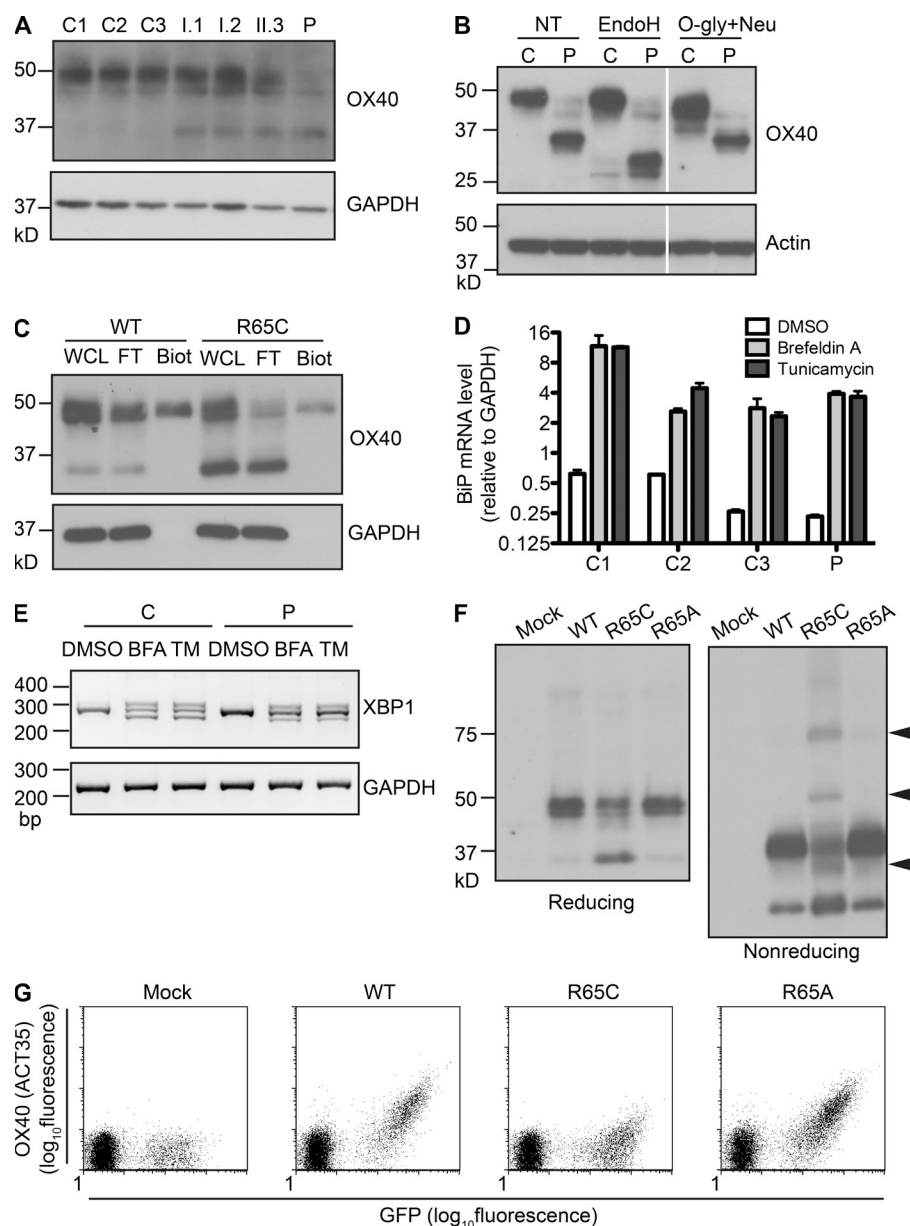 A
C1 C2 C3 I.1 I.2 II.3 P
50
37
OX40
37
kD
GAPDH
B
NT EndoH O-gly+Neu
C P C P C P
50
37
25
OX40
50
37
kD
Actin
C
WT R65C
WCL FT Biot WCL FT Biot
50
37
OX40
37
kD
GAPDH
D
DMSO
Brefeldin A
Tunicamycin
BiP mRNA level
(relative to GAPDH)
16
4
2
1
0.5
0.25
0.125
C1 C2 C3 P
E
C P
DMSO BFA TM DMSO BFA TM
400
300
200
XBP1
300
200
bp
GAPDH
F
Mock WT R65C R65A
Mock WT R65C R65A
75
50
37
kD
Reducing
Nonreducing
G
Mock WT R65C R65A
OX40 (ACT35)
(log10fluorescence)
1 1 1 1
GFP (log10fluorescence)